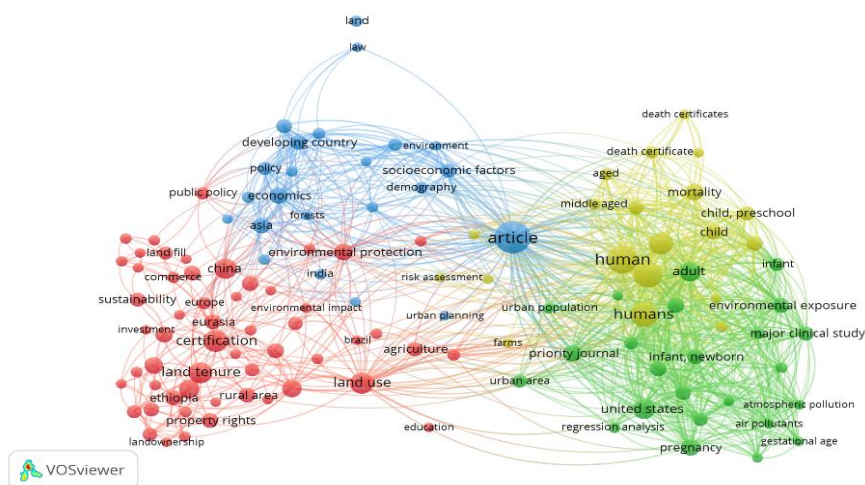 land
law
death certificates
developing country
environment
death certificate
policy
socioeconomic factors
aged
public policy
economics
demography
mortality
middle aged
child, preschool
asia
forests
child
article
land fill
environmental protection
human
commerce
china
india
risk assessment
adult
infant
sustainability
europe
environmental impact
urban population
environmental exposure
investment
eurasia
urban planning
humans
certification
brazil
farms
major clinical study
agriculture
priority journal
infant, newborn
land tenure
land use
urban area
ethiopia
rural area
united states
atmospheric pollution
property rights
education
regression analysis
air pollutants
landownership
pregnancy
gestational age
VOSviewer